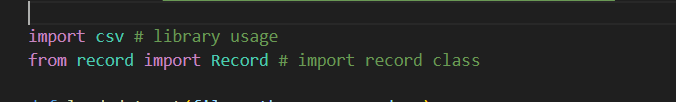 import csv # library usage
from record import Record # import record class